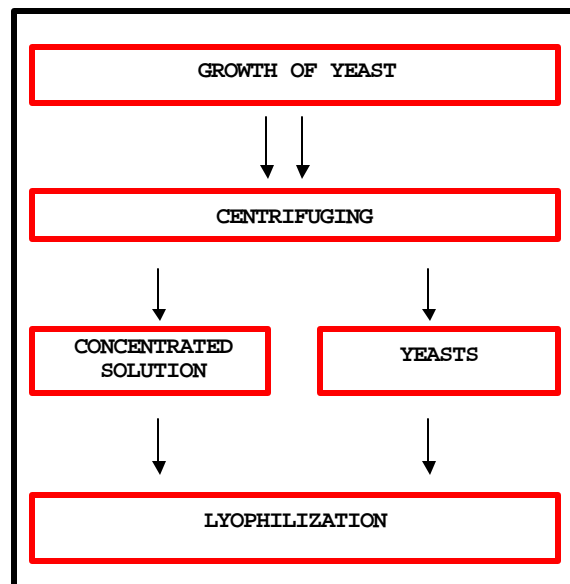 GROWTH OF YEAST
CENTRIFUGING
CONCENTRATED
SOLUTION
YEASTS
LYOPHILIZATION